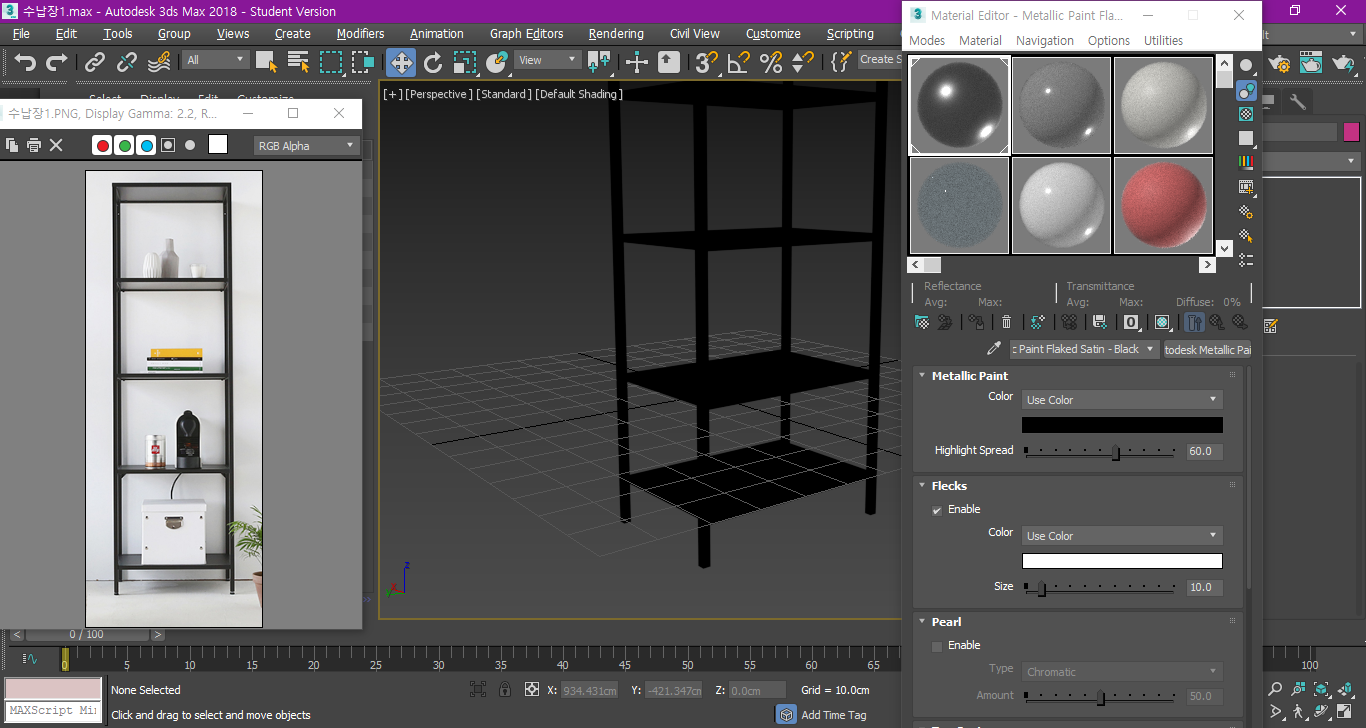 수납장1.max - Autodesk 3ds Max 2018 - Student Version
File Edit Tools Group Views Create Modifiers Animation Graph Editors Rendering Civil View Customize Scripting
All
View
Create S
Select Display Edit Customize
수납장1.PNG, Display Gamma: 2.2, R...
RGB Alpha
[+] [Perspective] [Standard] [Default Shading]
Material Editor - Metallic Paint Fla...
Modes Material Navigation Options Utilities
Reflectance Transmittance
Avg: Max: Avg: Max: Diffuse: 0%
Paint Flaked Satin - Black
todesk Metallic Pai
Metallic Paint
Color Use Color
Highlight Spread 60.0
Flecks
Enable
Color Use Color
Size 10.0
Pearl
Enable
Type Chromatic
Amount 50.0
0 / 100
0 5 10 15 20 25 30 35 40 45 50 55 60 65 100
None Selected
X: 934.431cm Y: -421.347cm Z: 0.0cm Grid = 10.0cm
MAXScript Mi
Click and drag to select and move objects
Add Time Tag